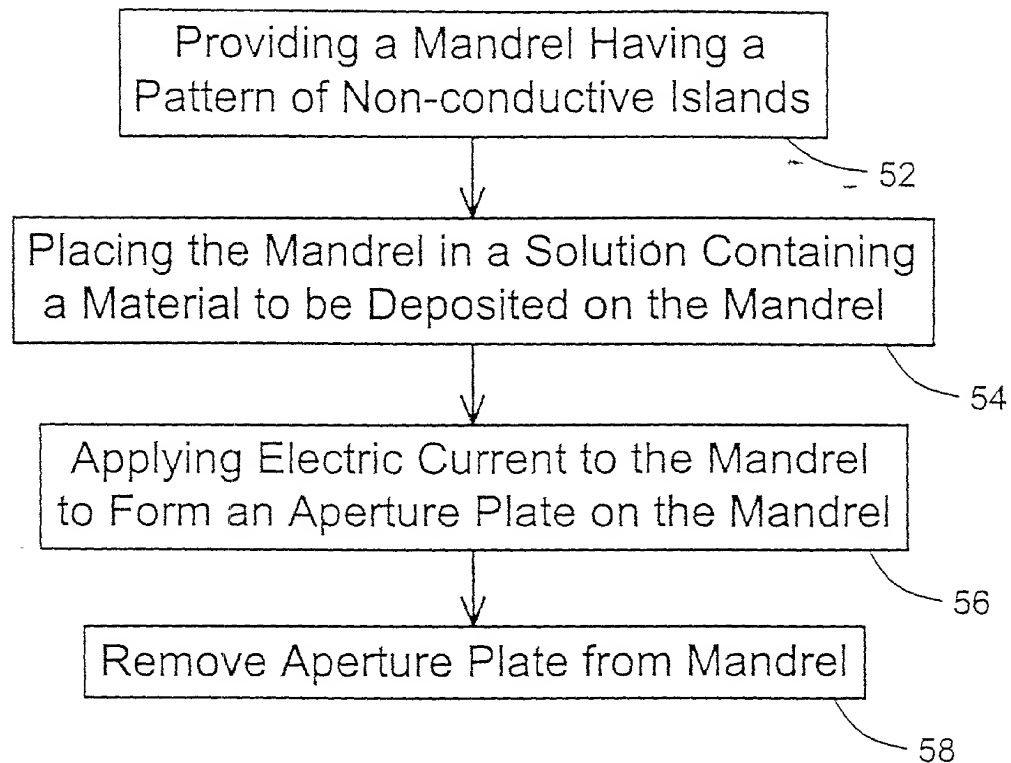 Providing a Mandrel Having a
Pattern of Non-conductive Islands
52
Placing the Mandrel in a Solution Containing
a Material to be Deposited on the Mandrel
54
Applying Electric Current to the Mandrel
to Form an Aperture Plate on the Mandrel
56
Remove Aperture Plate from Mandrel
58